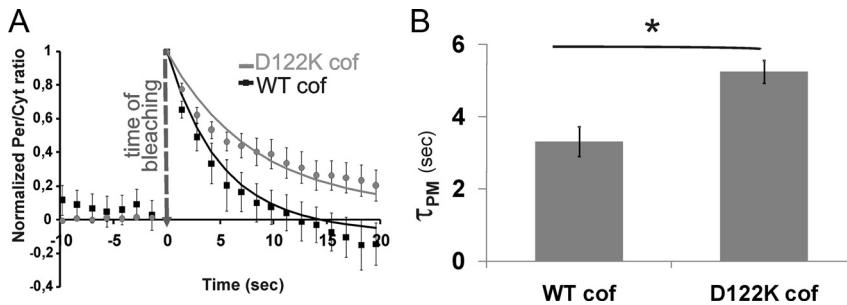 A
Normalized Per/Cyt ratio
1
0,8
0,6
0,4
0,2
0
-0,2
-0,4
-10
-5
0
5
10
15
20
Time (sec)
time of
bleaching
D122K cof
WT cof
B
τPM (sec)
6
4
2
0
*
WT cof
D122K cof